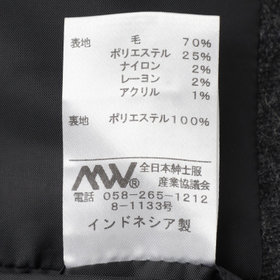 表地 毛 70%
ポリエステル 25%
ナイロン 2%
レーヨン 2%
アクリル 1%
裏地 ポリエステル100%
MW® 全日本紳士服
産業協議会
電話 058-265-1212
8-1133号
インドネシア製